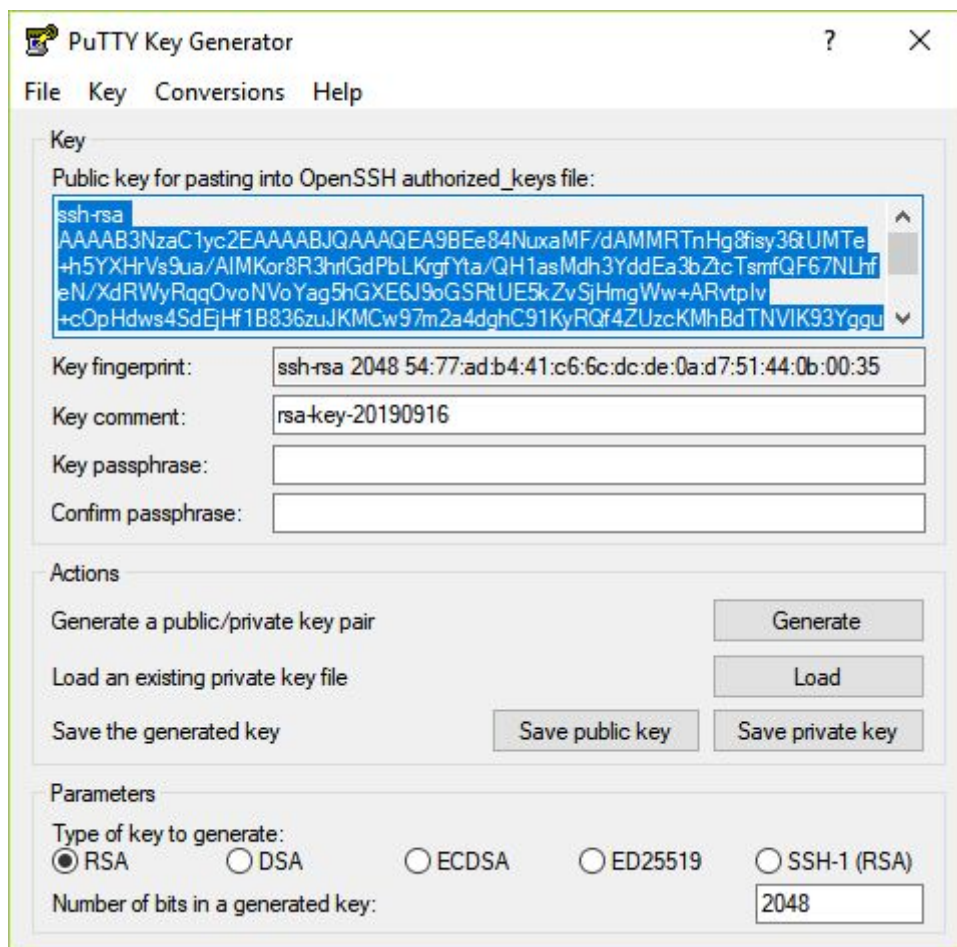 PuTTY Key Generator
File Key Conversions Help
Key
Public key for pasting into OpenSSH authorized_keys file:
ssh-rsa
AAAAB3NzaC1yc2EAAAABJQAAAQEA9BEe84NuxaMF/dAMMRTnHg8fisy36tUMTe
+h5YXHrVs9ua/AIMKor8R3hrlGdPbLKrgfYta/QH1asMdh3YddEa3bZtcTsmfQF67NLhf
eN/XdRWyRqqOvoNVoYag5hGXE6J9oGSRtUE5kZvSjHmgWw+ARvtpIv
+cOpHdws4SdEjHf1B836zuJKMCw97m2a4dghC91KyRQf4ZUzcKMhBdTNVIK93Yggu
Key fingerprint: ssh-rsa 2048 54:77:ad:b4:41:c6:6c:dc:de:0a:d7:51:44:0b:00:35
Key comment: rsa-key-20190916
Key passphrase:
Confirm passphrase:
Actions
Generate a public/private key pair Generate
Load an existing private key file Load
Save the generated key Save public key Save private key
Parameters
Type of key to generate:
RSA DSA ECDSA ED25519 SSH-1 (RSA)
Number of bits in a generated key: 2048